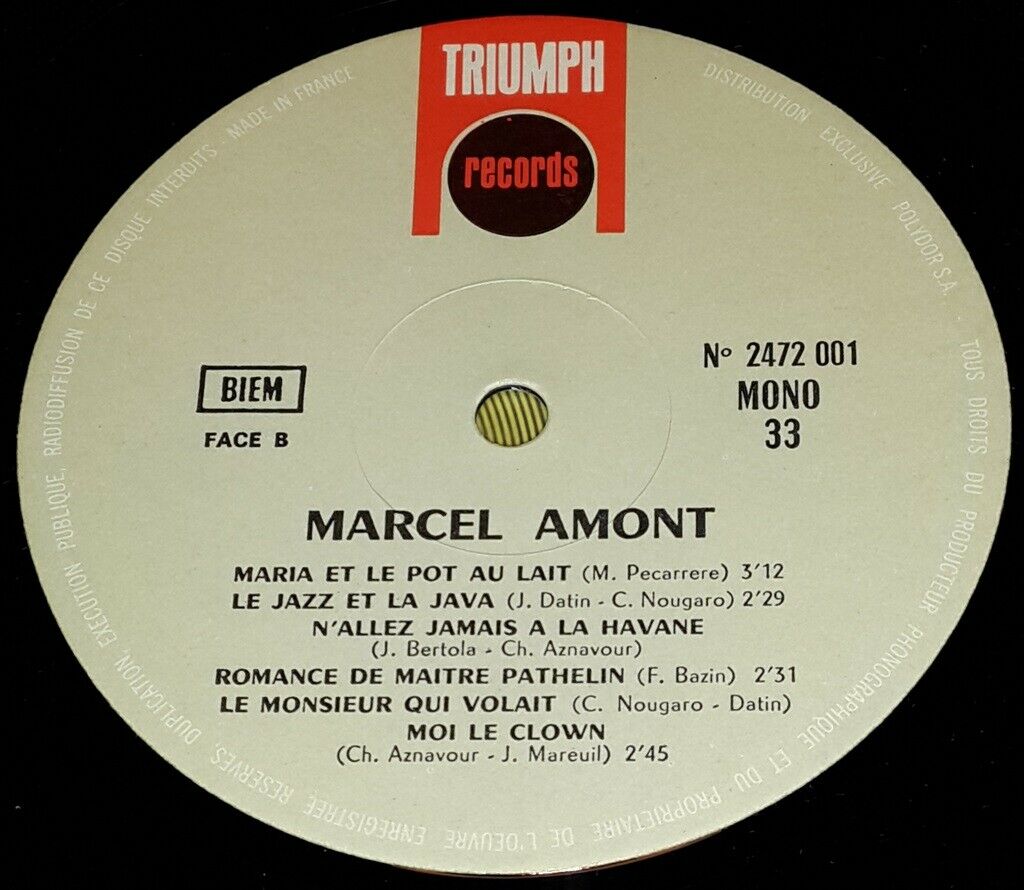 TRIUMPH
records
BIEM
FACE B
Nº 2472 001
MONO
33
MARCEL AMONT
MARIA ET LE POT AU LAIT (M. Pecarrere) 3'12
LE JAZZ ET LA JAVA (J. Datin - C. Nougaro) 2'29
N'ALLEZ JAMAIS A LA HAVANE
(J. Bertola - Ch. Aznavour)
ROMANCE DE MAITRE PATHELIN (F. Bazin) 2'31
LE MONSIEUR QUI VOLAIT (C. Nougaro - Datin)
MOI LE CLOWN
(Ch. Aznavour - J. Mareuil) 2'45
DISTRIBUTION EXCLUSIVE POLYDOR S.A.
TOUS DROITS DU PRODUCTEUR PHONOGRAPHIQUE ET DU PROPRIETAIRE DE L'OEUVRE ENREGISTREE RESERVES. DUPLICATION, EXECUTION PUBLIQUE, RADIODIFFUSION DE CE DISQUE INTERDITS - MADE IN FRANCE